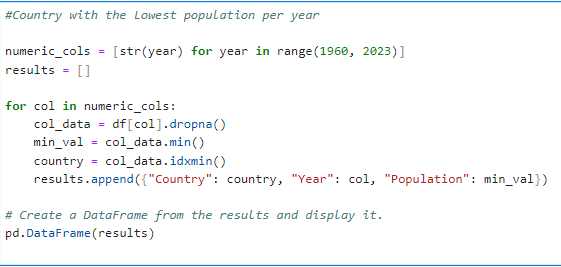 #Country with the Lowest population per year
numeric_cols = [str(year) for year in range(1960, 2023)]
results = []
for col in numeric_cols:
    col_data = df[col].dropna()
    min_val = col_data.min()
    country = col_data.idxmin()
    results.append({"Country": country, "Year": col, "Population": min_val})
# Create a DataFrame from the results and display it.
pd.DataFrame(results)